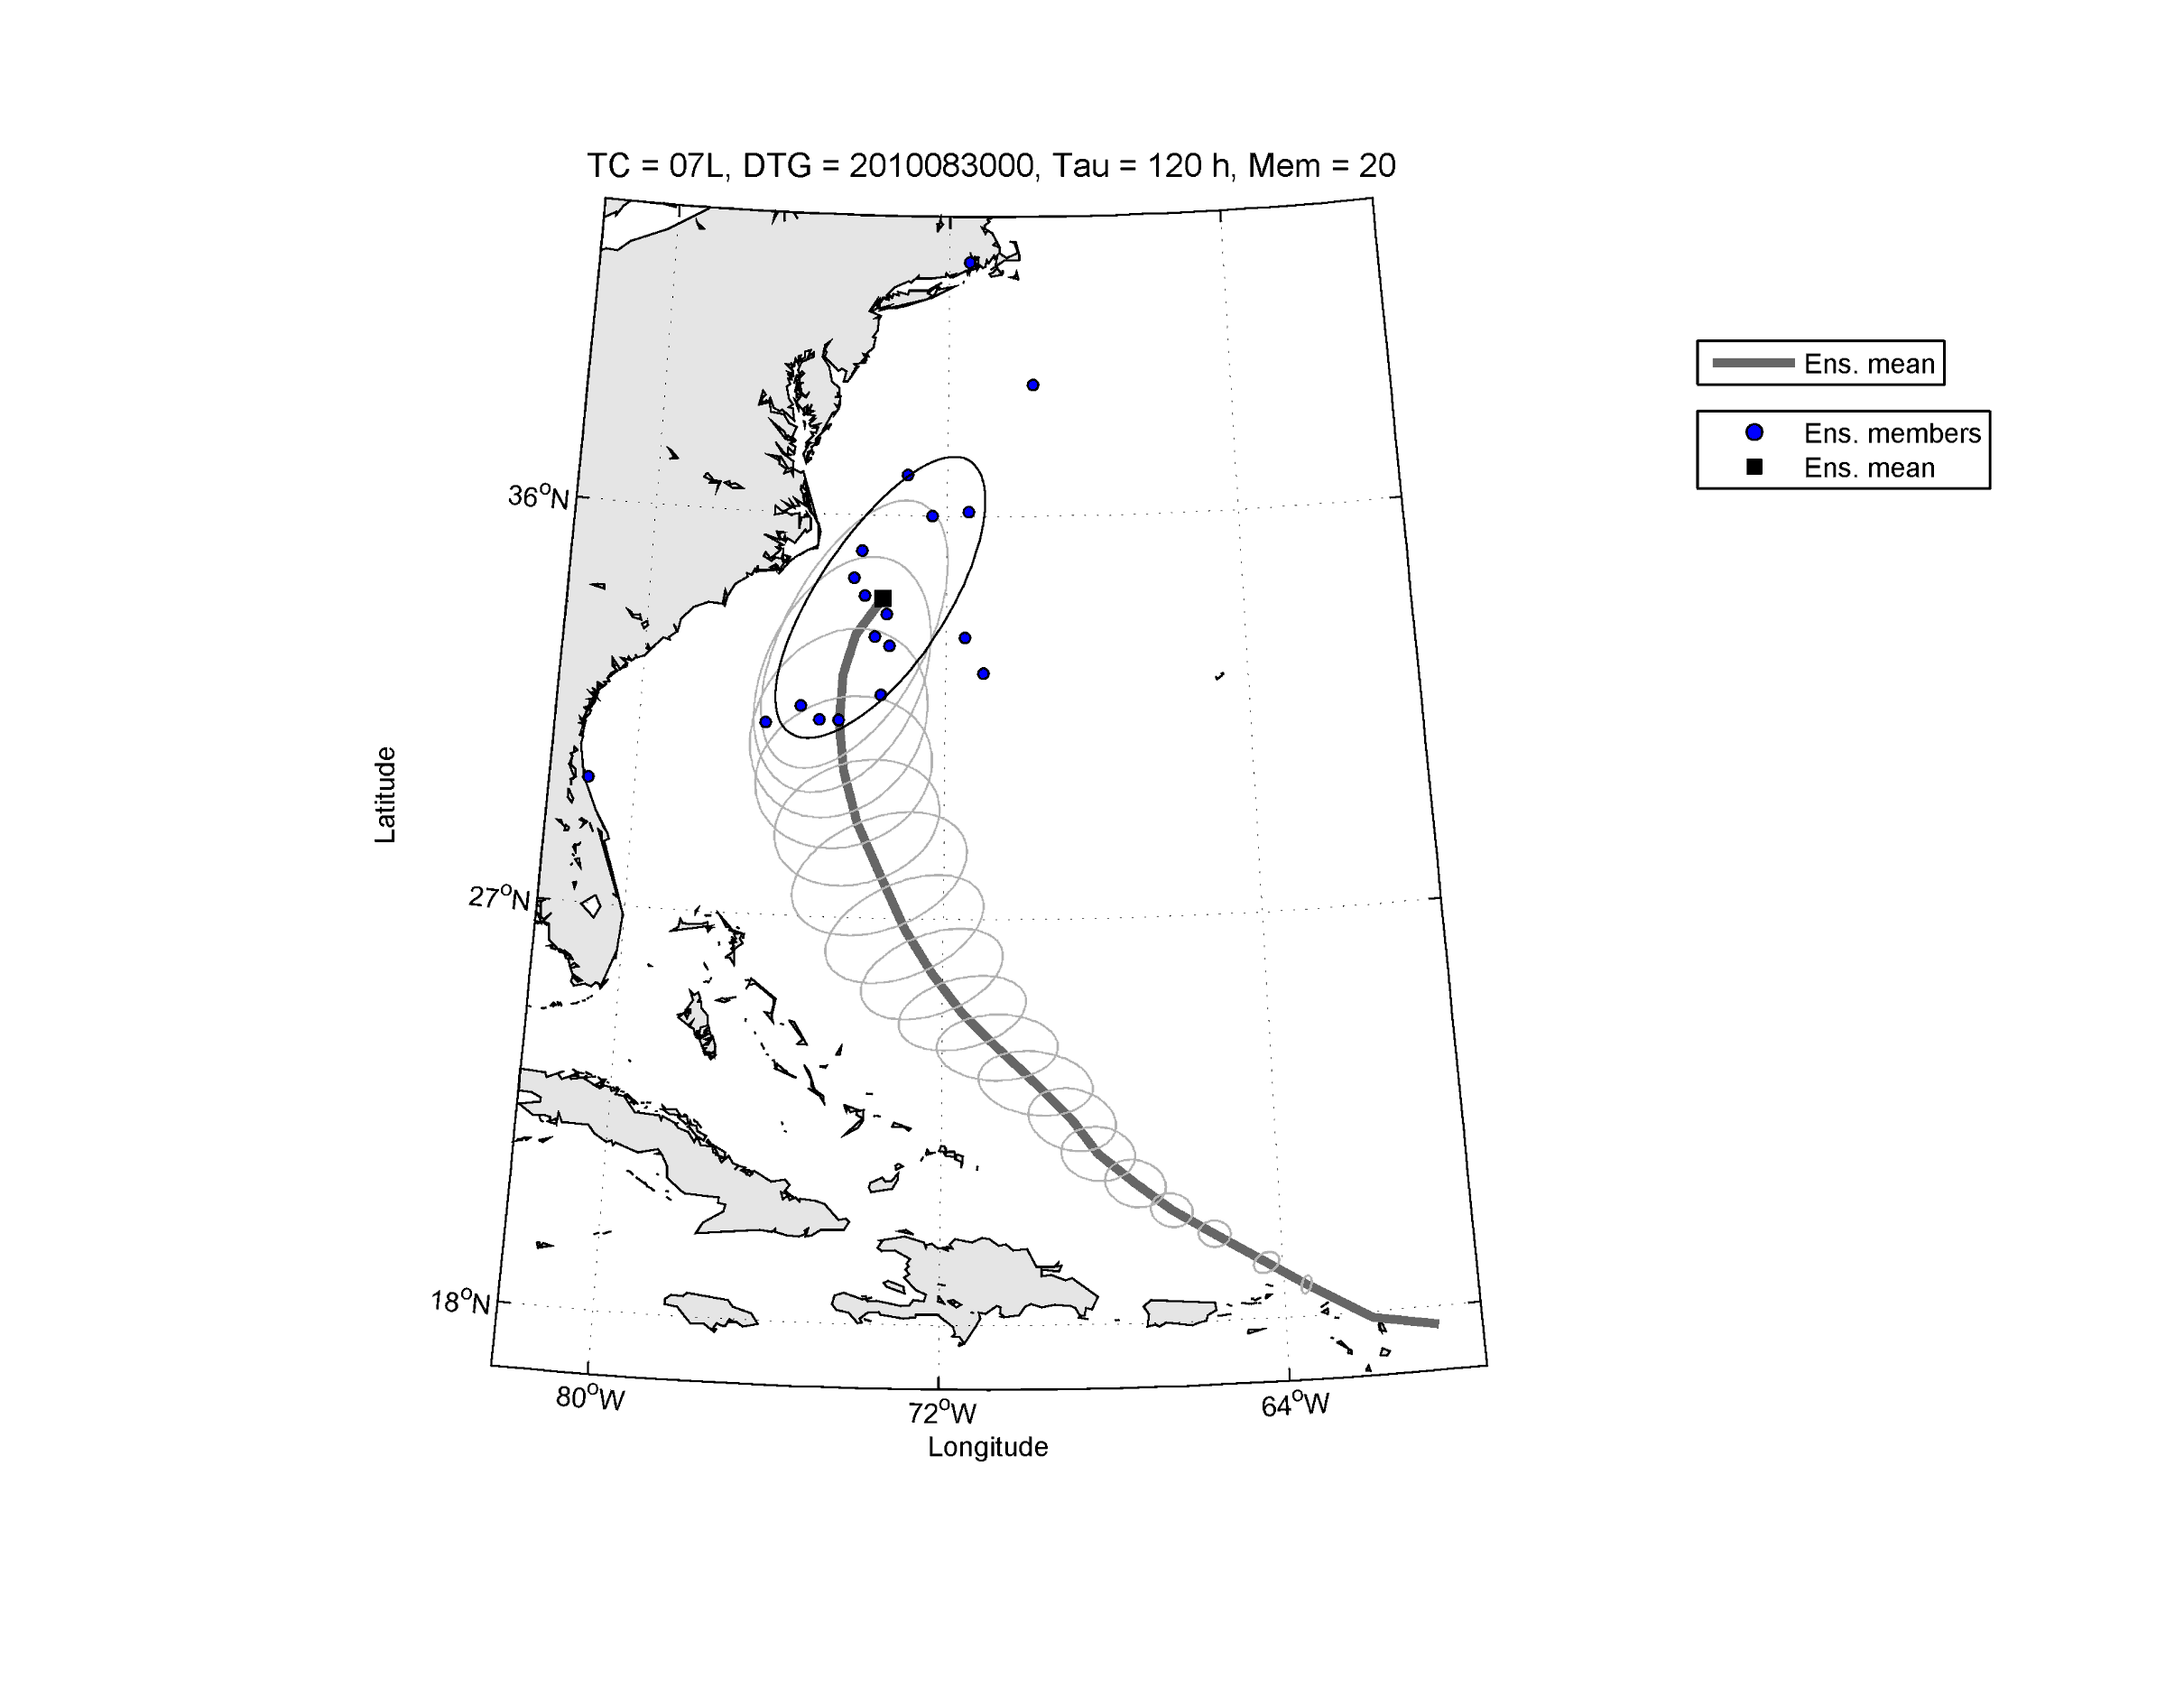 TC = 07L, DTG = 2010083000, Tau = 120 h, Mem = 20
Ens. mean
Ens. members
Ens. mean
36°N
27°N
18°N
Latitude
80°W
72°W
64°W
Longitude